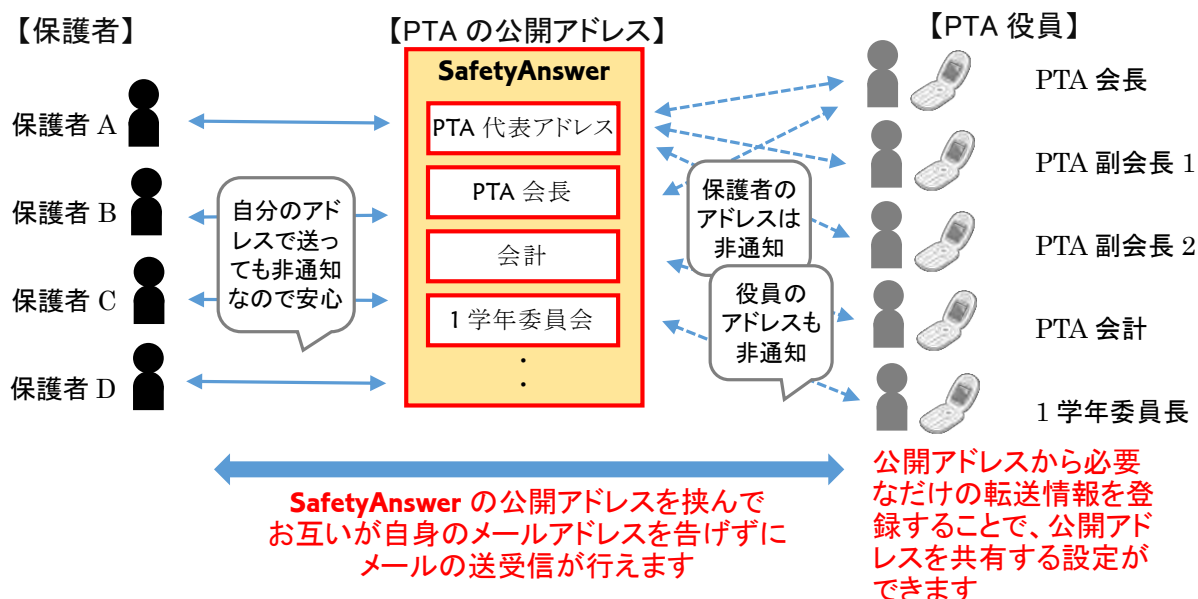 【保護者】
【PTA の公開アドレス】
【PTA 役員】
保護者 A
保護者 B
保護者 C
保護者 D
自分のアド
レスで送っ
ても非通知
なので安心
SafetyAnswer
PTA 代表アドレス
PTA 会長
会計
1 学年委員会
・
・
保護者の
アドレスは
非通知
役員の
アドレスも
非通知
PTA 会長
PTA 副会長 1
PTA 副会長 2
PTA 会計
1 学年委員長
SafetyAnswer の公開アドレスを挟んで
お互いが自身のメールアドレスを告げずに
メールの送受信が行えます
公開アドレスから必要
なだけの転送情報を登
録することで、公開アド
レスを共有する設定が
できます